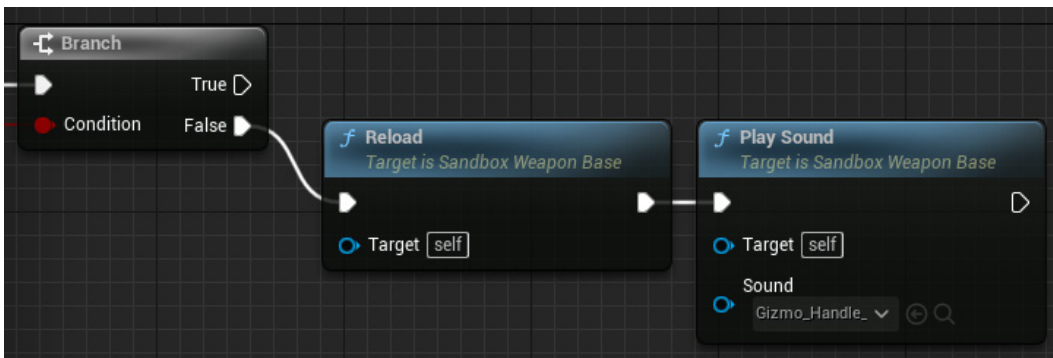 Branch
True
Condition
False
f Reload
Target is Sandbox Weapon Base
Target self
f Play Sound
Target is Sandbox Weapon Base
Target self
Sound
Gizmo_Handle_